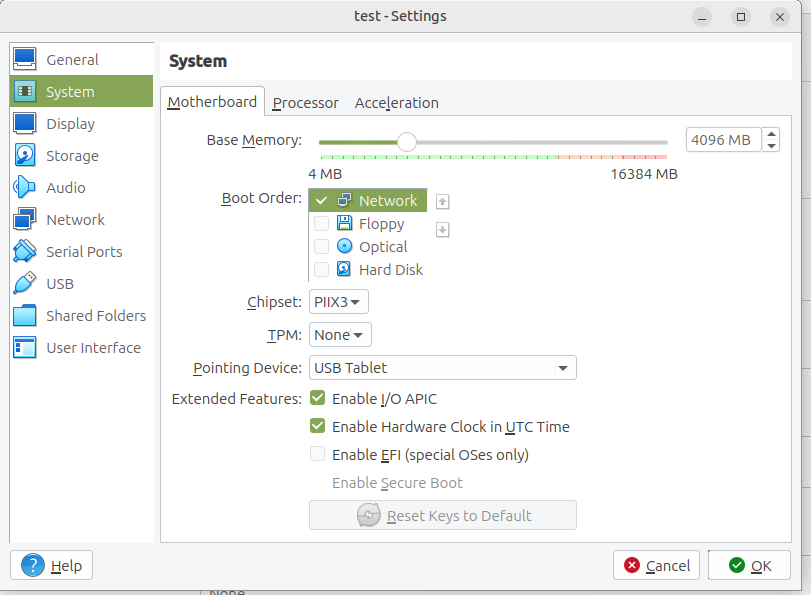 test - Settings
General
System
Display
Storage
Audio
Network
Serial Ports
USB
Shared Folders
User Interface
System
Motherboard Processor Acceleration
Base Memory: 4096 MB
4 MB 16384 MB
Boot Order: Network
Floppy
Optical
Hard Disk
Chipset: PIIX3
TPM: None
Pointing Device: USB Tablet
Extended Features: Enable I/O APIC
Enable Hardware Clock in UTC Time
Enable EFI (special OSes only)
Enable Secure Boot
Reset Keys to Default
Help Cancel OK
None